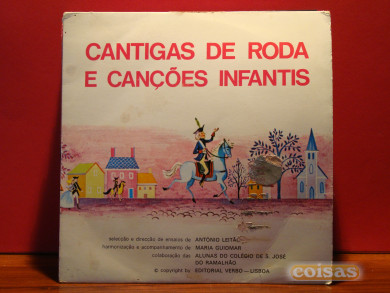 CANTIGAS DE RODA
E CANÇÕES INFANTIS
selecção e direcção de ensaios de ANTÓNIO LEITÃO
harmonização e acompanhamento de MARIA GUIOMAR
colaboração das ALUNAS DO COLÉGIO DE S. JOSÉ
DO RAMALHÃO
© copyright by EDITORIAL VERBO — LISBOA
coisas